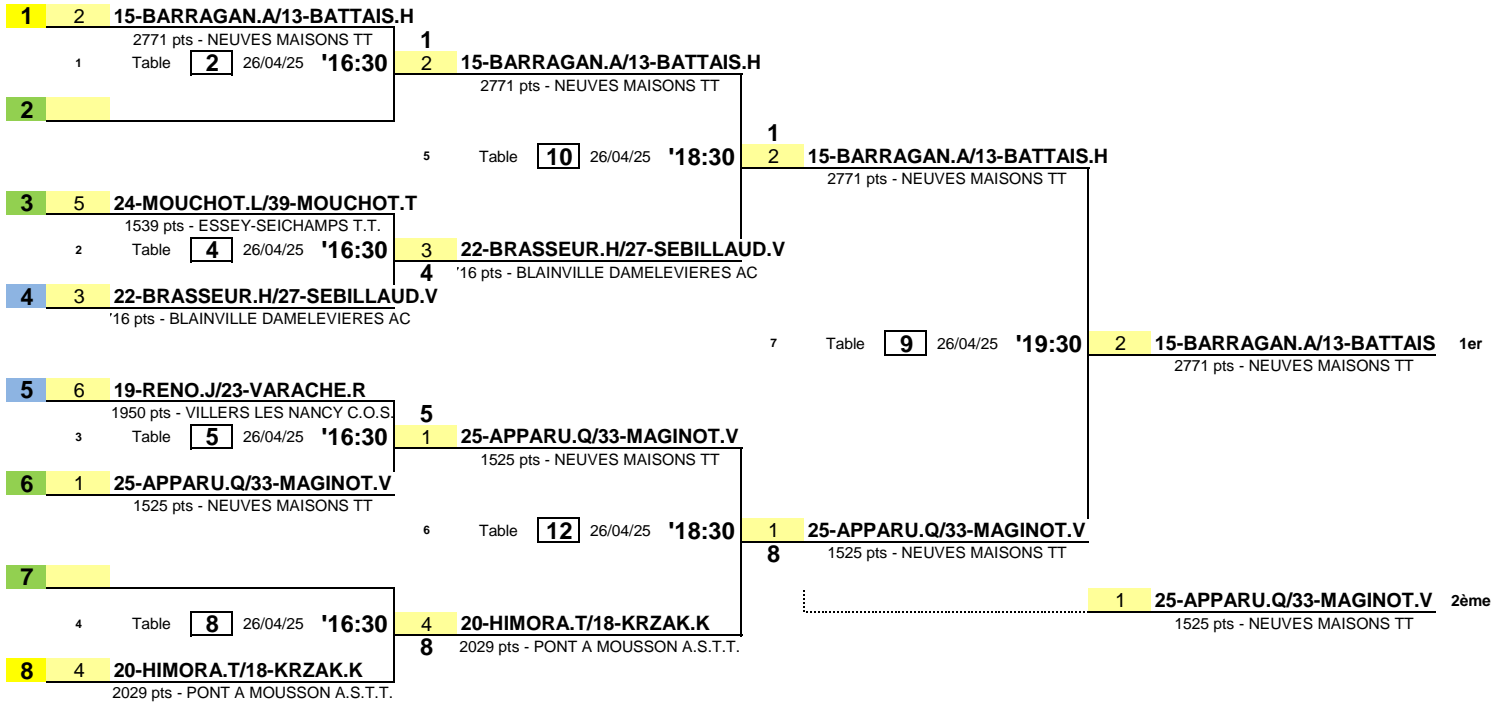 1 2 15-BARRAGAN.A/13-BATTAIS.H
2771 pts - NEUVES MAISONS TT 1
1 Table 2 26/04/25 '16:30 2 15-BARRAGAN.A/13-BATTAIS.H
2771 pts - NEUVES MAISONS TT
2
1
5 Table 10 26/04/25 '18:30 2 15-BARRAGAN.A/13-BATTAIS.H
2771 pts - NEUVES MAISONS TT
3 5 24-MOUCHOT.L/39-MOUCHOT.T
1539 pts - ESSEY-SEICHAMPS T.T.
2 Table 4 26/04/25 '16:30 3 22-BRASSEUR.H/27-SEBILLAUD.V
4 '16 pts - BLAINVILLE DAMELEVIERES AC
4 3 22-BRASSEUR.H/27-SEBILLAUD.V
'16 pts - BLAINVILLE DAMELEVIERES AC
7 Table 9 26/04/25 '19:30 2 15-BARRAGAN.A/13-BATTAIS 1er
2771 pts - NEUVES MAISONS TT
5 6 19-RENO.J/23-VARACHE.R
1950 pts - VILLERS LES NANCY C.O.S. 5
3 Table 5 26/04/25 '16:30 1 25-APPARU.Q/33-MAGINOT.V
1525 pts - NEUVES MAISONS TT
6 1 25-APPARU.Q/33-MAGINOT.V
1525 pts - NEUVES MAISONS TT
6 Table 12 26/04/25 '18:30 1 25-APPARU.Q/33-MAGINOT.V
8 1525 pts - NEUVES MAISONS TT
7
1 25-APPARU.Q/33-MAGINOT.V 2ème
1525 pts - NEUVES MAISONS TT
4 Table 8 26/04/25 '16:30 4 20-HIMORA.T/18-KRZAK.K
8 2029 pts - PONT A MOUSSON A.S.T.T.
8 4 20-HIMORA.T/18-KRZAK.K
2029 pts - PONT A MOUSSON A.S.T.T.